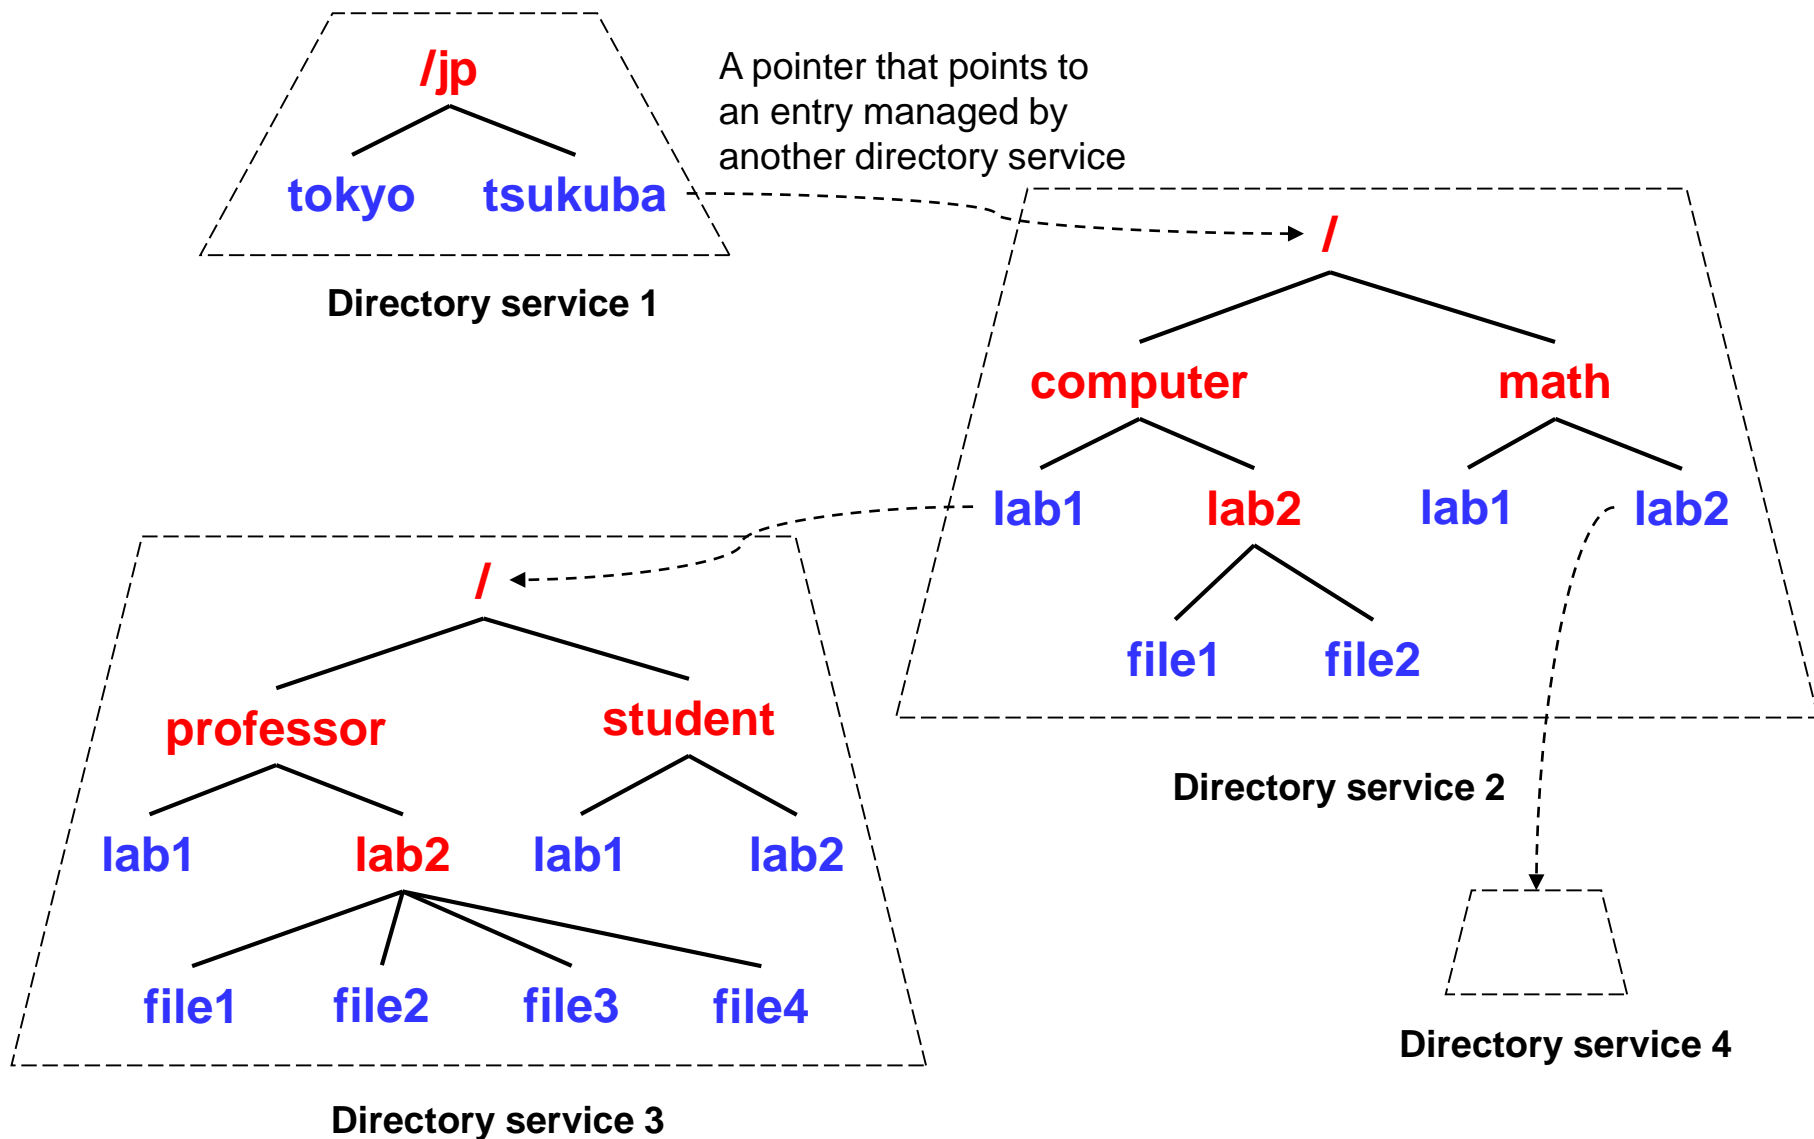 /jp
tokyo tsukuba
Directory service 1
A pointer that points to
an entry managed by
another directory service
/
computer math
lab1 lab2 lab1 lab2
file1 file2
Directory service 2
/
professor student
lab1 lab2 lab1 lab2
file1 file2 file3 file4
Directory service 3
Directory service 4